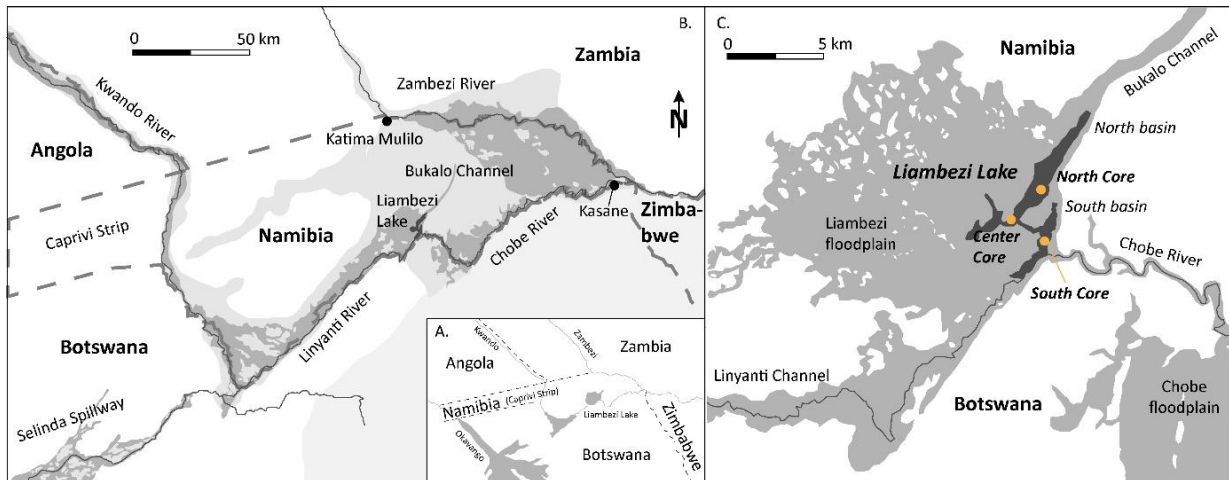 B.
0
50 km
Zambia
Zambezi River
N
Kwando River
Angola
Katima Mulilo
Bukalo Channel
Liambezi
Lake
Kasane
Zimba-
bwe
Caprivi Strip
Namibia
Chobe River
Linyanti River
Botswana
Selinda Spillway
A.
Kwando
Zambezi
Zambia
Angola
Namibia (Caprivi Strip)
Liambezi Lake
Zimbabwe
Okavango
Botswana
C.
0
5 km
Namibia
Bukalo Channel
North basin
Liambezi Lake
North Core
South basin
Liambezi
floodplain
Center
Core
Chobe River
South Core
Linyanti Channel
Botswana
Chobe
floodplain